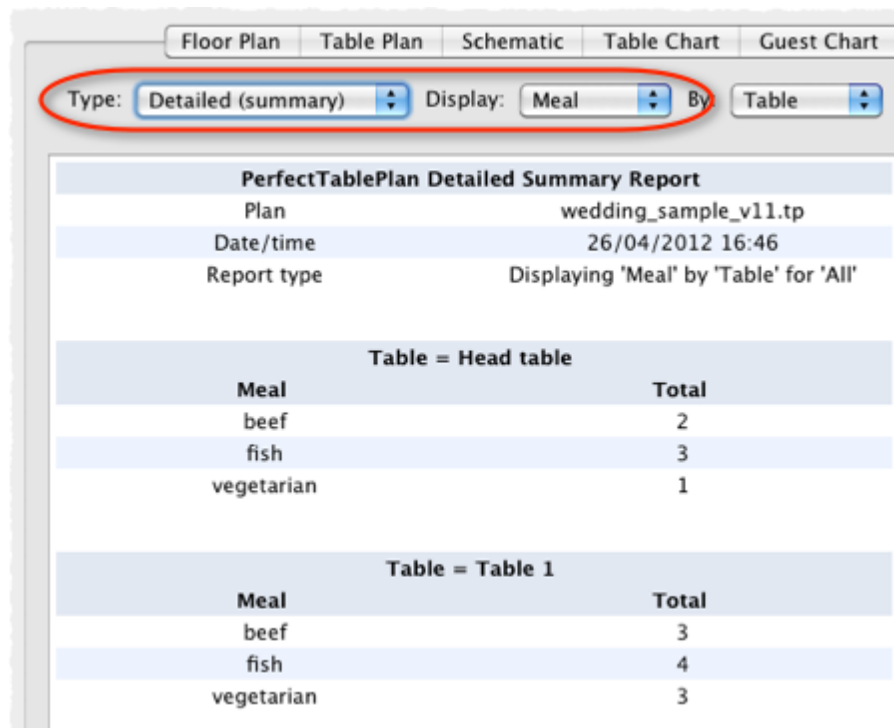 Floor Plan Table Plan Schematic Table Chart Guest Chart
Type: Detailed (summary) Display: Meal By: Table
PerfectTablePlan Detailed Summary Report
Plan wedding_sample_v11.tp
Date/time 26/04/2012 16:46
Report type Displaying 'Meal' by 'Table' for 'All'
Table = Head table
Meal Total
beef 2
fish 3
vegetarian 1
Table = Table 1
Meal Total
beef 3
fish 4
vegetarian 3